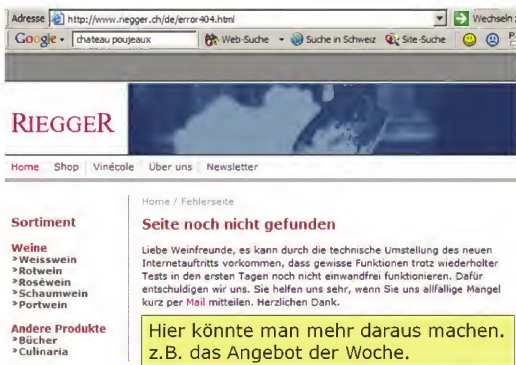 Adresse http://www.riegger.ch/de/error404.html Wechseln
Google chateau poujeaux Web-Suche Suche in Schweiz Site-Suche
RIEGGER
Home Shop Vinécole Über uns Newsletter
Home / Fehlerseite
Sortiment
Weine
Weisswein
Rotwein
Roséwein
Schaumwein
Portwein
Andere Produkte
Bücher
Culinaria
Seite noch nicht gefunden
Liebe Weinfreunde, es kann durch die technische Umstellung des neuen
Internetauftritts vorkommen, dass gewisse Funktionen trotz wiederholter
Tests in den ersten Tagen noch nicht einwandfrei funktionieren. Dafür
entschuldigen wir uns. Sie helfen uns sehr, wenn Sie uns allfällige Mängel
kurz per Mail mitteilen. Herzlichen Dank.
Hier könnte man mehr daraus machen.
z.B. das Angebot der Woche.